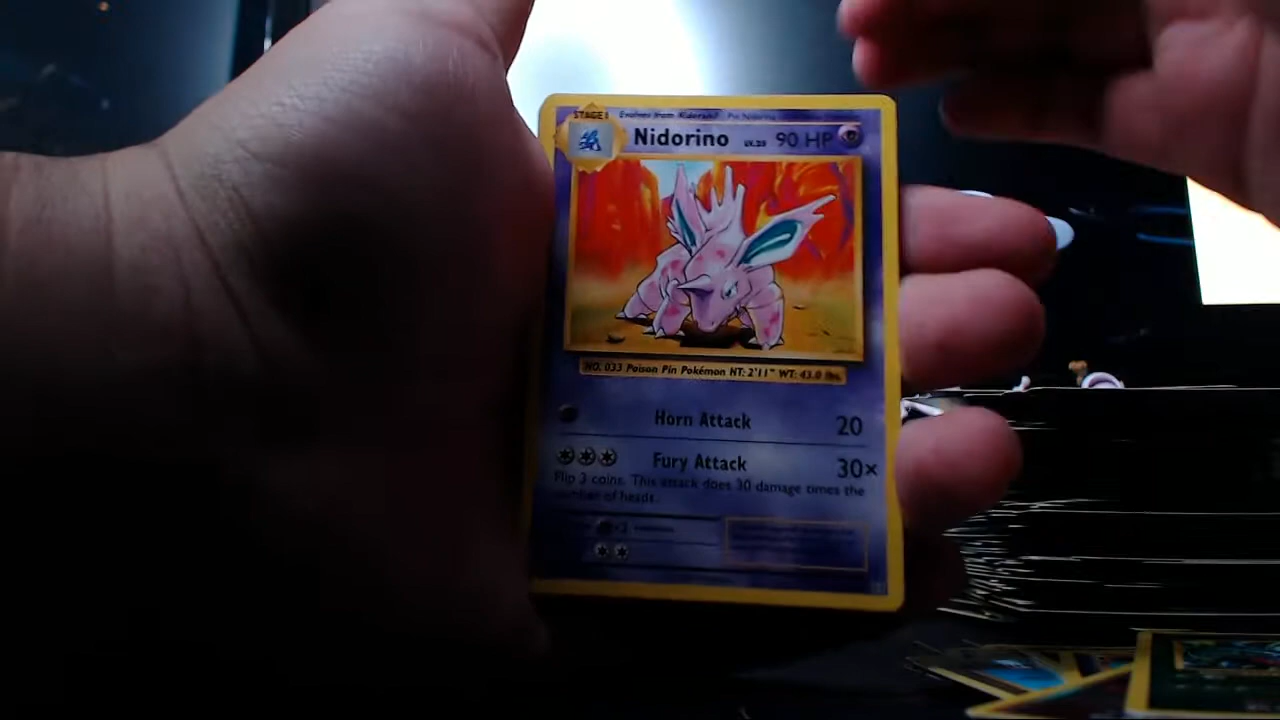 STAGE 1 Evolves from Nidoran♂
Nidorino 90 HP
NO. 033 Poison Pin Pokémon HT: 2'11" WT: 43.0 lbs.
Horn Attack 20
Fury Attack 30×
Flip 3 coins. This attack does 30 damage times the
number of heads.